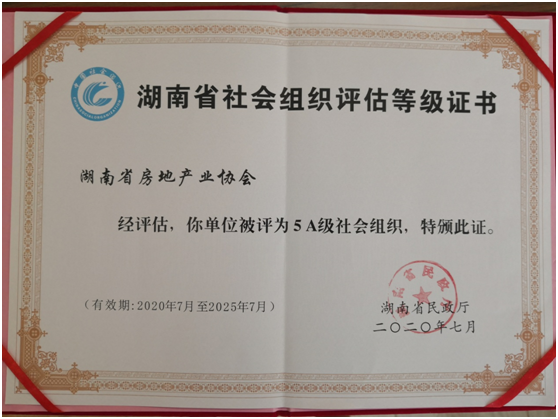 湖南省社会组织评估等级证书
湖南省房地产业协会
经评估，你单位被评为5A级社会组织，特颁此证。
（有效期：2020年7月至2025年7月）
湖南省民政厅
二〇二〇年七月